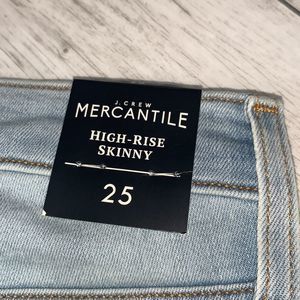 J.CREW
MERCANTILE
HIGH-RISE
SKINNY
25